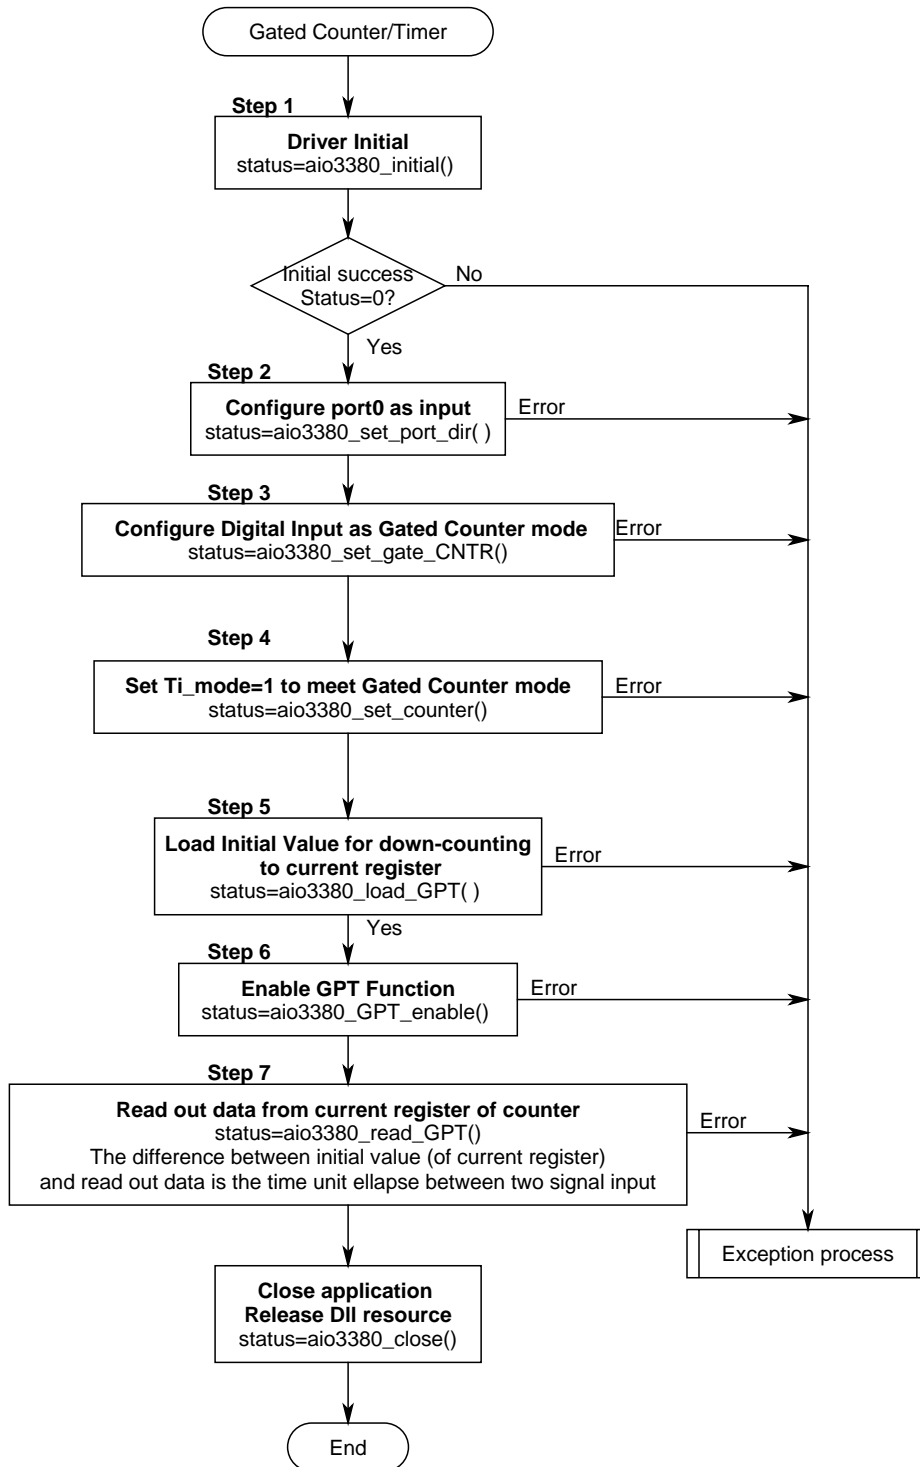 Gated Counter/Timer
Step 1
Driver Initial
status=aio3380_initial()
Initial success
Status=0?
No
Yes
Step 2
Configure port0 as input
status=aio3380_set_port_dir( )
Error
Step 3
Configure Digital Input as Gated Counter mode
status=aio3380_set_gate_CNTR()
Error
Step 4
Set Ti_mode=1 to meet Gated Counter mode
status=aio3380_set_counter()
Error
Step 5
Load Initial Value for down-counting
to current register
status=aio3380_load_GPT( )
Error
Yes
Step 6
Enable GPT Function
status=aio3380_GPT_enable()
Error
Step 7
Read out data from current register of counter
status=aio3380_read_GPT()
The difference between initial value (of current register)
and read out data is the time unit ellapse between two signal input
Error
Exception process
Close application
Release Dll resource
status=aio3380_close()
End